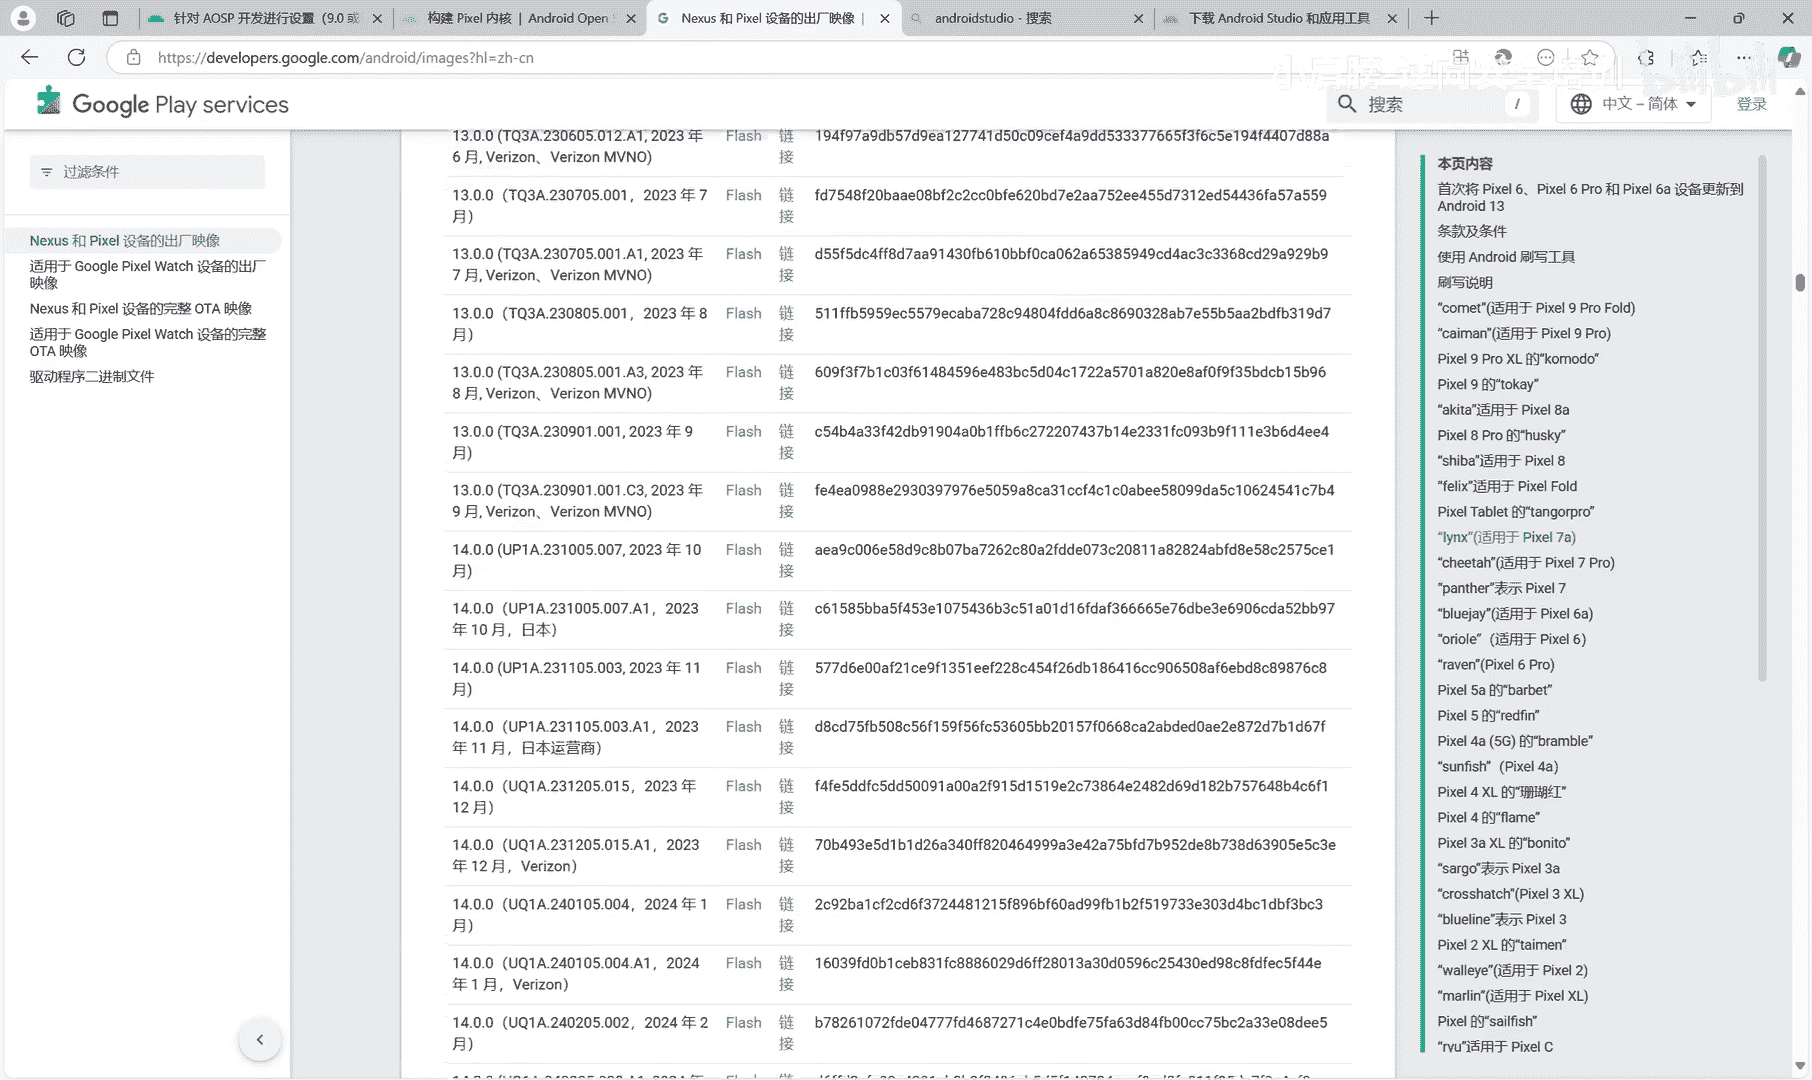 针对 AOSP 开发进行设置（9.0 或
构建 Pixel 内核 | Android Open
Nexus 和 Pixel 设备的出厂映像 |
androidstudio - 搜索
下载 Android Studio 和应用工具
https://developers.google.com/android/images?hl=zh-cn
Google Play services
搜索
/
中文 – 简体
登录
过滤条件
Nexus 和 Pixel 设备的出厂映像
适用于 Google Pixel Watch 设备的出厂
映像
Nexus 和 Pixel 设备的完整 OTA 映像
适用于 Google Pixel Watch 设备的完整
OTA 映像
驱动程序二进制文件
13.0.0 (TQ3A.230605.012.A1, 2023 年 Flash 链 194f97a9db57d9ea127741d50c09cef4a9dd533377665f3f6c5e194f4407d88a
6 月, Verizon、Verizon MVNO) 接
13.0.0（TQ3A.230705.001，2023 年 7 Flash 链 fd7548f20baae08bf2c2cc0bfe620bd7e2aa752ee455d7312ed54436fa57a559
月） 接
13.0.0 (TQ3A.230705.001.A1, 2023 年 Flash 链 d55f5dc4ff8d7aa91430fb610bbf0ca062a65385949cd4ac3c3368cd29a929b9
7 月, Verizon、Verizon MVNO) 接
13.0.0（TQ3A.230805.001，2023 年 8 Flash 链 511ffb5959ec5579ecaba728c94804fdd6a8c8690328ab7e55b5aa2bdfb319d7
月） 接
13.0.0 (TQ3A.230805.001.A3, 2023 年 Flash 链 609f3f7b1c03f61484596e483bc5d04c1722a5701a820e8af0f9f35bdcb15b96
8 月, Verizon、Verizon MVNO) 接
13.0.0 (TQ3A.230901.001, 2023 年 9 Flash 链 c54b4a33f42db91904a0b1ffb6c272207437b14e2331fc093b9f111e3b6d4ee4
月) 接
13.0.0 (TQ3A.230901.001.C3, 2023 年 Flash 链 fe4ea0988e2930397976e5059a8ca31ccf4c1c0abee58099da5c10624541c7b4
9 月, Verizon、Verizon MVNO) 接
14.0.0 (UP1A.231005.007, 2023 年 10 Flash 链 aea9c006e58d9c8b07ba7262c80a2fdde073c20811a82824abfd8e58c2575ce1
月) 接
14.0.0（UP1A.231005.007.A1，2023 Flash 链 c61585bba5f453e1075436b3c51a01d16fdaf366665e76dbe3e6906cda52bb97
年 10 月，日本） 接
14.0.0 (UP1A.231105.003, 2023 年 11 Flash 链 577d6e00af21ce9f1351eef228c454f26db186416cc906508af6ebd8c89876c8
月) 接
14.0.0（UP1A.231105.003.A1，2023 Flash 链 d8cd75fb508c56f159f56fc53605bb20157f0668ca2abded0ae2e872d7b1d67f
年 11 月，日本运营商） 接
14.0.0（UQ1A.231205.015，2023 年 Flash 链 f4fe5ddfc5dd50091a00a2f915d1519e2c73864e2482d69d182b757648b4c6f1
12 月） 接
14.0.0（UQ1A.231205.015.A1，2023 Flash 链 70b493e5d1b1d26a340ff820464999a3e42a75bfd7b952de8b738d63905e5c3e
年 12 月，Verizon） 接
14.0.0（UQ1A.240105.004，2024 年 1 Flash 链 2c92ba1cf2cd6f3724481215f896bf60ad99fb1b2f519733e303d4bc1dbf3bc3
月） 接
14.0.0（UQ1A.240105.004.A1，2024 Flash 链 16039fd0b1ceb831fc8886029d6ff28013a30d0596c25430ed98c8fdfec5f44e
年 1 月，Verizon） 接
14.0.0（UQ1A.240205.002，2024 年 2 Flash 链 b78261072fde04777fd4687271c4e0bdfe75fa63d84fb00cc75bc2a33e08dee5
月） 接
本页内容
首次将 Pixel 6、Pixel 6 Pro 和 Pixel 6a 设备更新到
Android 13
条款及条件
使用 Android 刷写工具
刷写说明
“comet”(适用于 Pixel 9 Pro Fold)
“caiman”(适用于 Pixel 9 Pro)
Pixel 9 Pro XL 的“komodo”
Pixel 9 的“tokay”
“akita”适用于 Pixel 8a
Pixel 8 Pro 的“husky”
“shiba”适用于 Pixel 8
“felix”适用于 Pixel Fold
Pixel Tablet 的“tangorpro”
“lynx”(适用于 Pixel 7a)
“cheetah”(适用于 Pixel 7 Pro)
“panther”表示 Pixel 7
“bluejay”(适用于 Pixel 6a)
“oriole”（适用于 Pixel 6）
“raven”(Pixel 6 Pro)
Pixel 5a 的“barbet”
Pixel 5 的“redfin”
Pixel 4a (5G) 的“bramble”
“sunfish”（Pixel 4a）
Pixel 4 XL 的“珊瑚红”
Pixel 4 的“flame”
Pixel 3a XL 的“bonito”
“sargo”表示 Pixel 3a
“crosshatch”(Pixel 3 XL)
“blueline”表示 Pixel 3
Pixel 2 XL 的“taimen”
“walleye”(适用于 Pixel 2)
“marlin”(适用于 Pixel XL)
Pixel 的“sailfish”
“ryu”适用于 Pixel C